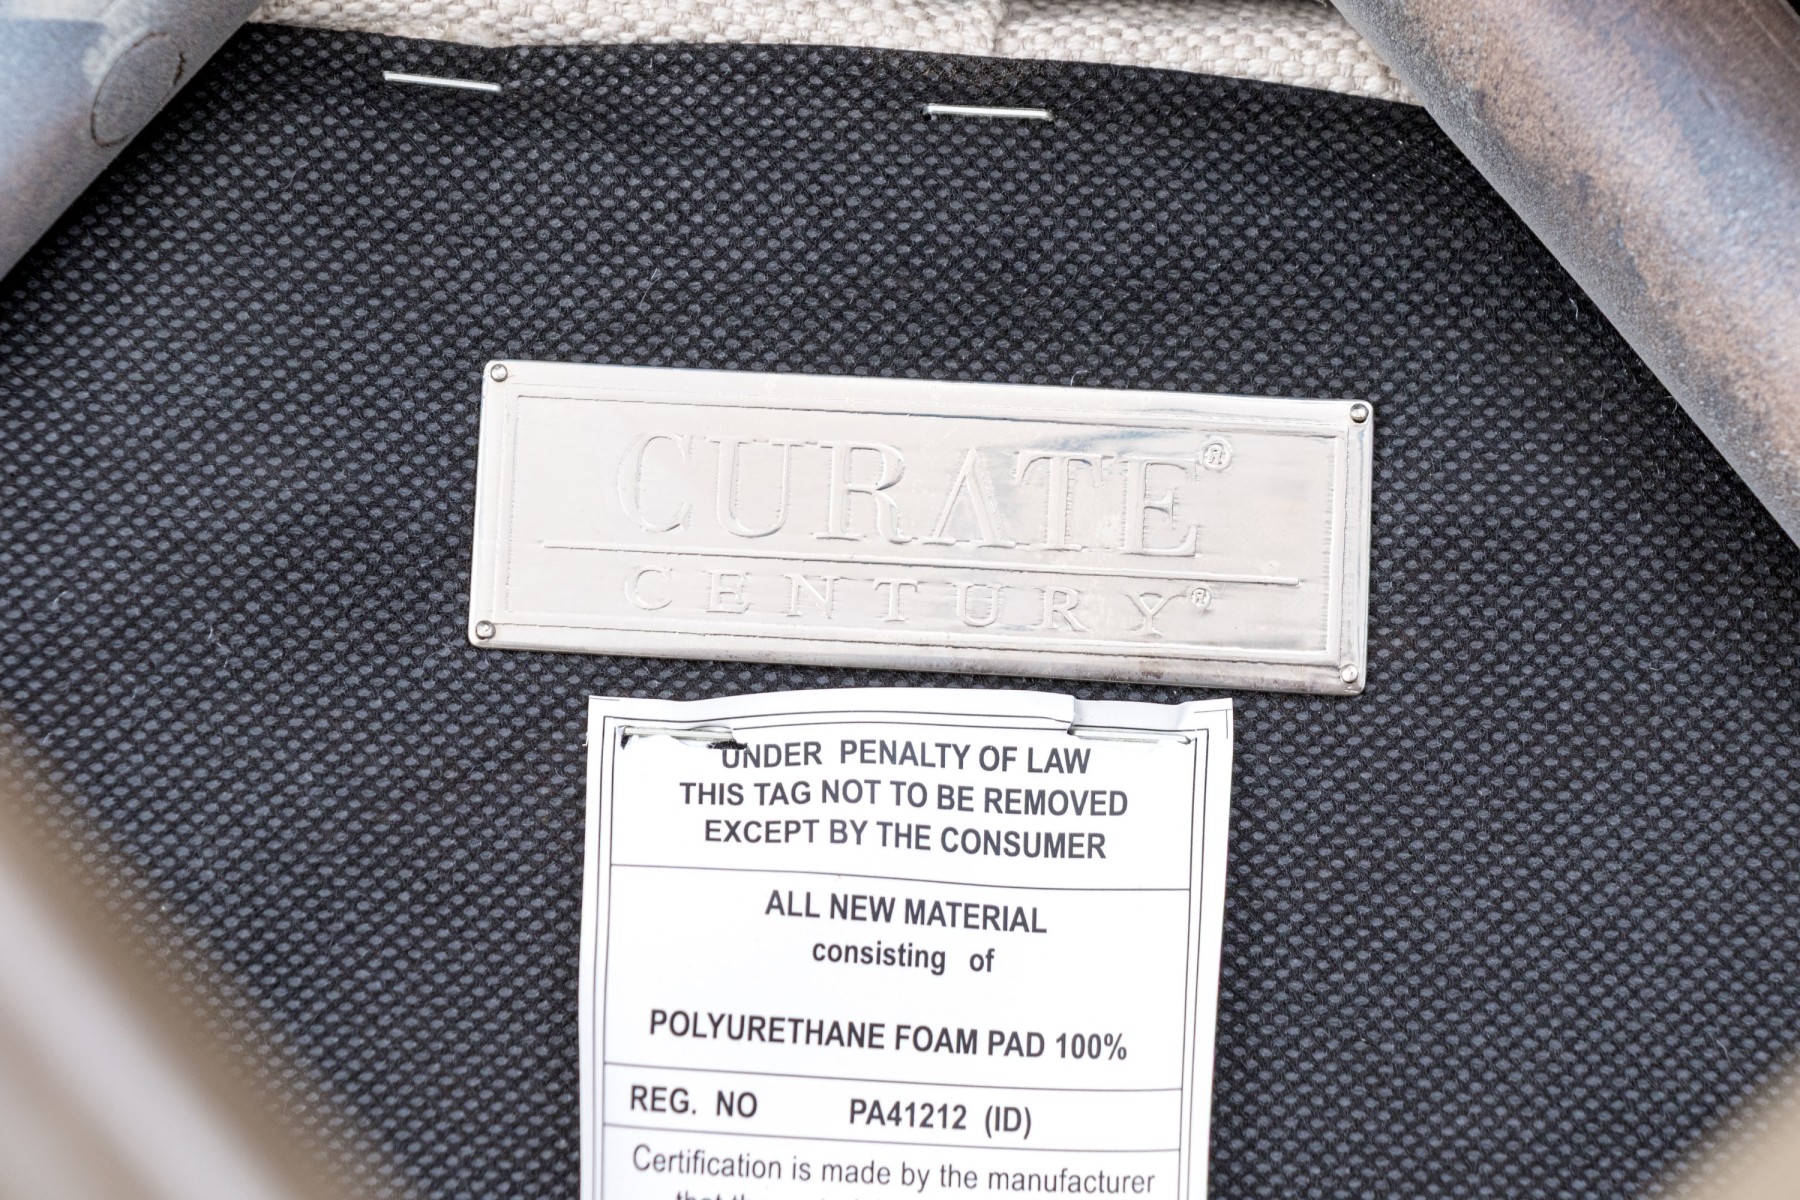 CURATE®
CENTURY®
UNDER PENALTY OF LAW
THIS TAG NOT TO BE REMOVED
EXCEPT BY THE CONSUMER
ALL NEW MATERIAL
consisting of
POLYURETHANE FOAM PAD 100%
REG. NO PA41212 (ID)
Certification is made by the manufacturer